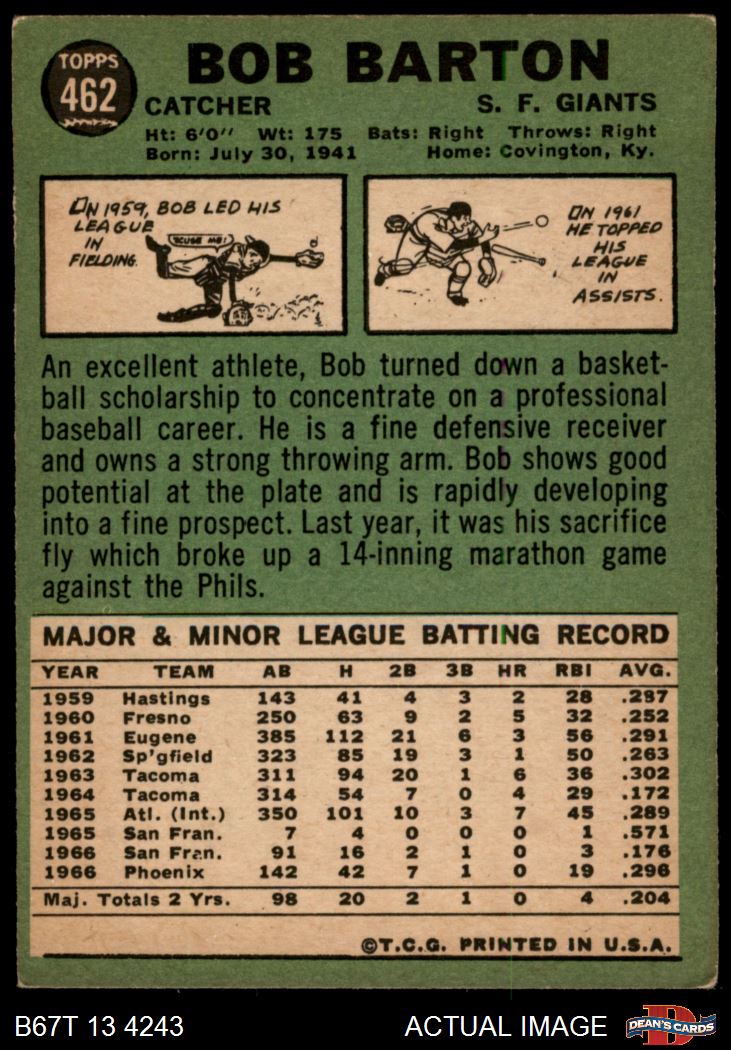 TOPPS
462
BOB BARTON
CATCHER S. F. GIANTS
Ht: 6'0" Wt: 175 Bats: Right Throws: Right
Born: July 30, 1941 Home: Covington, Ky.
IN 1959, BOB LED HIS
LEAGUE
IN
FIELDING.
'SCUSE ME!
IN 1961
HE TOPPED
HIS
LEAGUE
IN
ASSISTS.
An excellent athlete, Bob turned down a basket-
ball scholarship to concentrate on a professional
baseball career. He is a fine defensive receiver
and owns a strong throwing arm. Bob shows good
potential at the plate and is rapidly developing
into a fine prospect. Last year, it was his sacrifice
fly which broke up a 14-inning marathon game
against the Phils.
MAJOR & MINOR LEAGUE BATTING RECORD
YEAR TEAM AB H 2B 3B HR RBI AVG.
1959 Hastings 143 41 4 3 2 28 .287
1960 Fresno 250 63 9 2 5 32 .252
1961 Eugene 385 112 21 6 3 56 .291
1962 Sp'gfield 323 85 19 3 1 50 .263
1963 Tacoma 311 94 20 1 6 36 .302
1964 Tacoma 314 54 7 0 4 29 .172
1965 Atl. (Int.) 350 101 10 3 7 45 .289
1965 San Fran. 7 4 0 0 0 1 .571
1966 San Fran. 91 16 2 1 0 3 .176
1966 Phoenix 142 42 7 1 0 19 .296
Maj. Totals 2 Yrs. 98 20 2 1 0 4 .204
©T.C.G. PRINTED IN U.S.A.
B67T 13 4243 ACTUAL IMAGE
D
DEAN'S CARDS